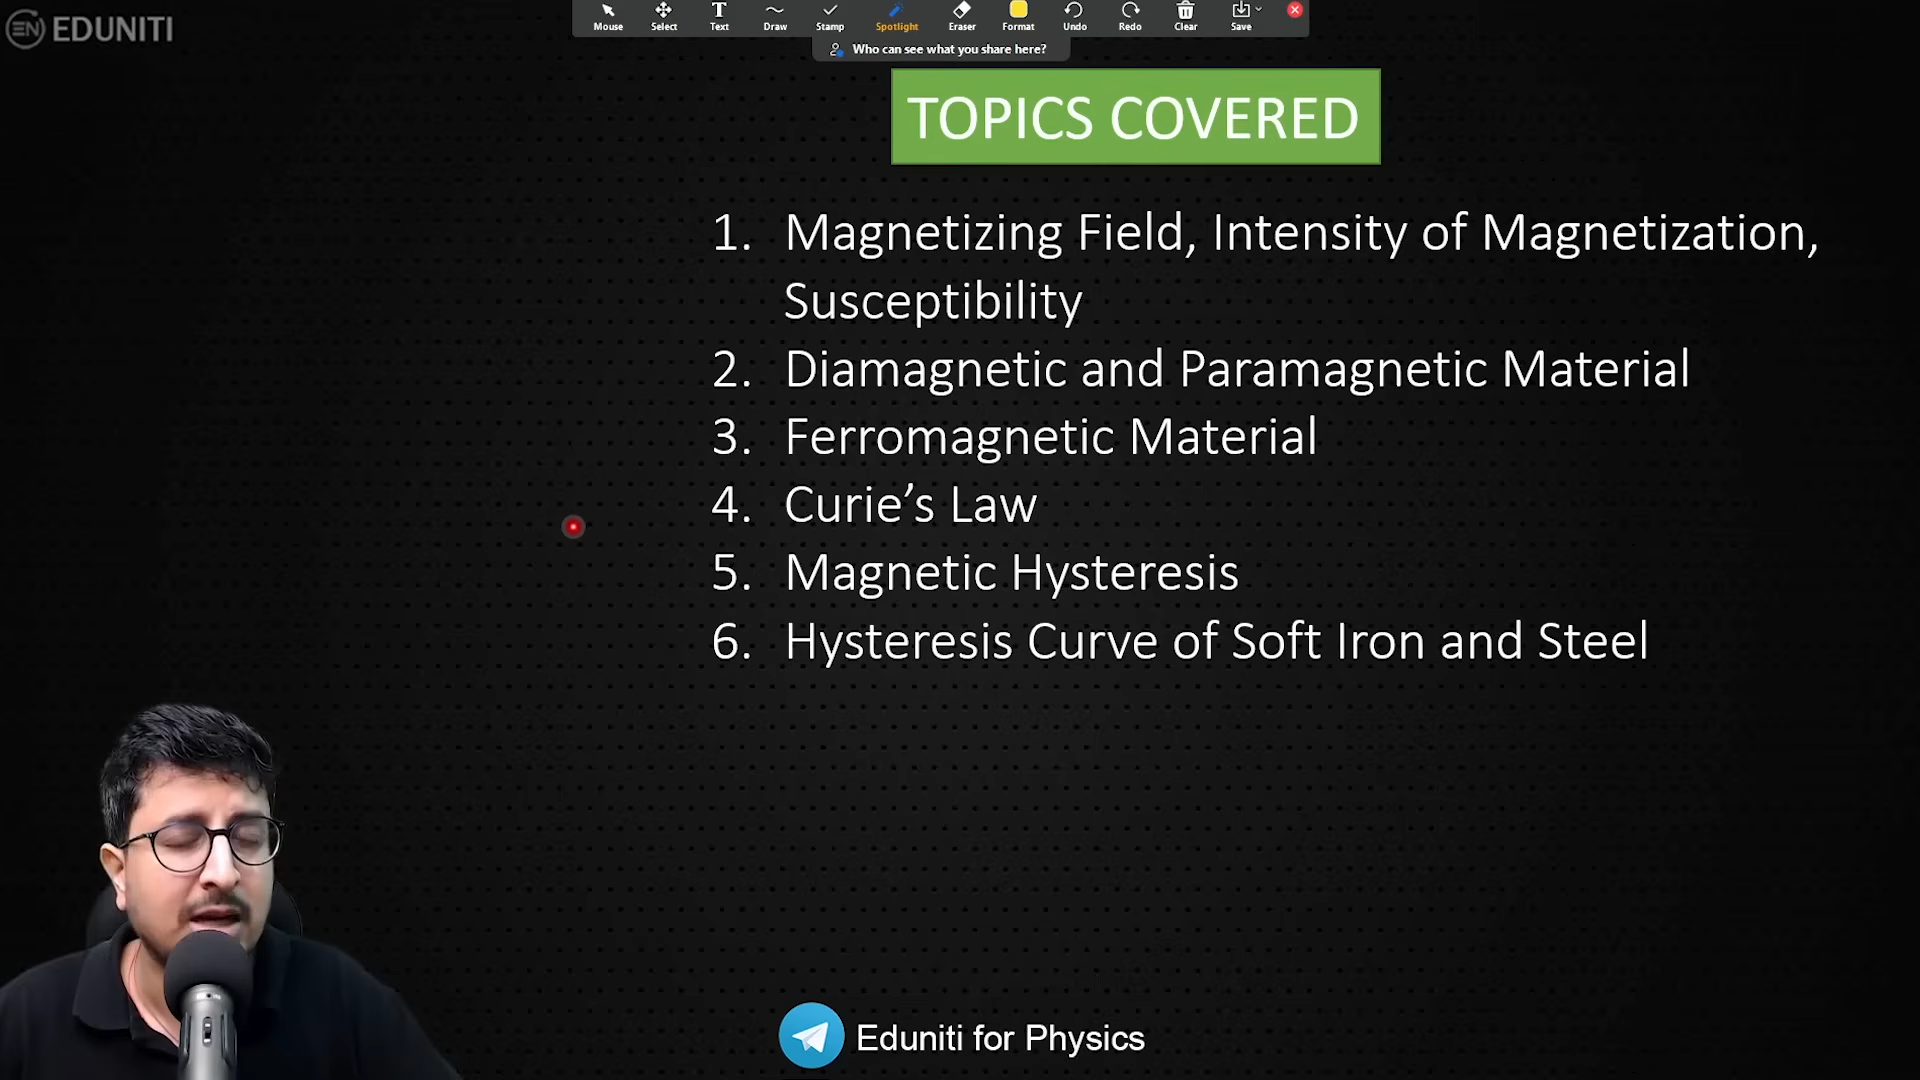 EN EDUNITI
Mouse Select Text Draw Stamp Spotlight Eraser Format Undo Redo Clear Save
Who can see what you share here?
TOPICS COVERED
1. Magnetizing Field, Intensity of Magnetization,
Susceptibility
2. Diamagnetic and Paramagnetic Material
3. Ferromagnetic Material
4. Curie’s Law
5. Magnetic Hysteresis
6. Hysteresis Curve of Soft Iron and Steel
Eduniti for Physics